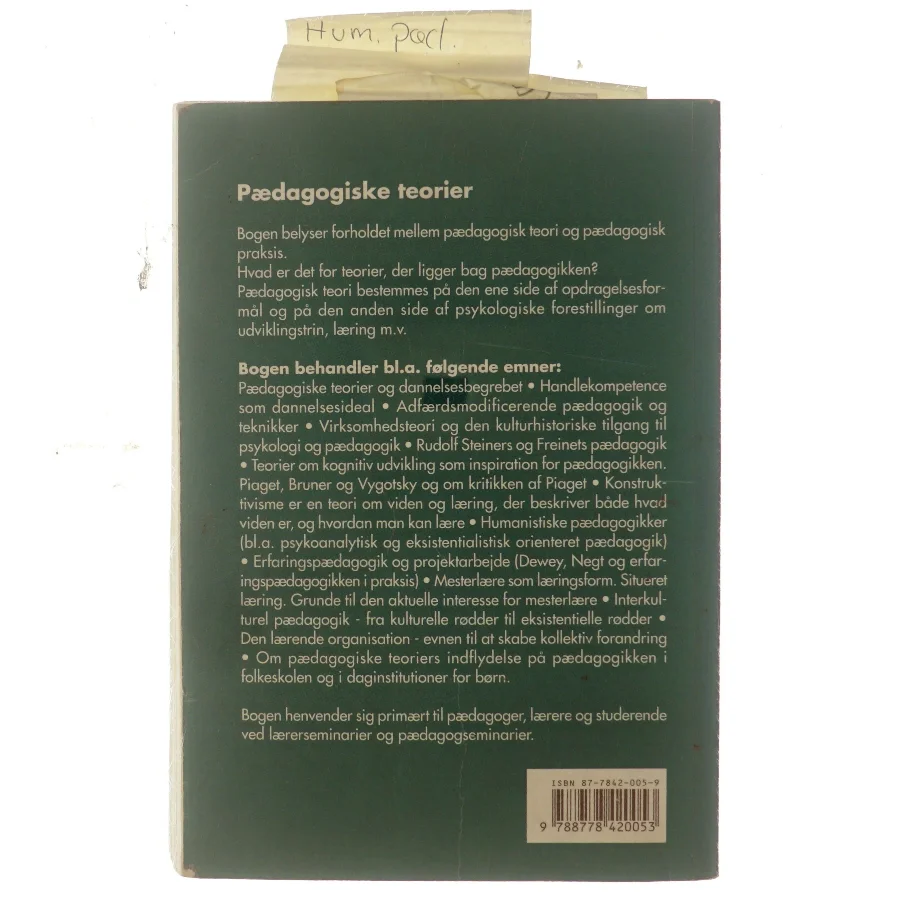 Hum. pæd.
Pædagogiske teorier
Bogen belyser forholdet mellem pædagogisk teori og pædagogisk
praksis.
Hvad er det for teorier, der ligger bag pædagogikken?
Pædagogisk teori bestemmes på den ene side af opdragelsesfor-
mål og på den anden side af psykologiske forestillinger om
udviklingstrin, læring m.v.
Bogen behandler bl.a. følgende emner:
Pædagogiske teorier og dannelsesbegrebet • Handlekompetence
som dannelsesideal • Adfærdsmodificerende pædagogik og
teknikker • Virksomhedsteori og den kulturhistoriske tilgang til
psykologi og pædagogik • Rudolf Steiners og Freinets pædagogik
• Teorier om kognitiv udvikling som inspiration for pædagogikken.
Piaget, Bruner og Vygotsky og om kritikken af Piaget • Konstruk-
tivisme er en teori om viden og læring, der beskriver både hvad
viden er, og hvordan man kan lære • Humanistiske pædagogikker
(bl.a. psykoanalytisk og eksistentialistisk orienteret pædagogik)
• Erfaringspædagogik og projektarbejde (Dewey, Negt og erfar-
ingspædagogikken i praksis) • Mesterlære som læringsform. Situeret
læring. Grunde til den aktuelle interesse for mesterlære • Interkul-
turel pædagogik - fra kulturelle rødder til eksistentielle rødder •
Den lærende organisation - evnen til at skabe kollektiv forandring
• Om pædagogiske teoriers indflydelse på pædagogikken i
folkeskolen og i daginstitutioner for børn.
Bogen henvender sig primært til pædagoger, lærere og studerende
ved lærerseminarier og pædagogseminarier.
ISBN 87-7842-005-9
9 788778 420053